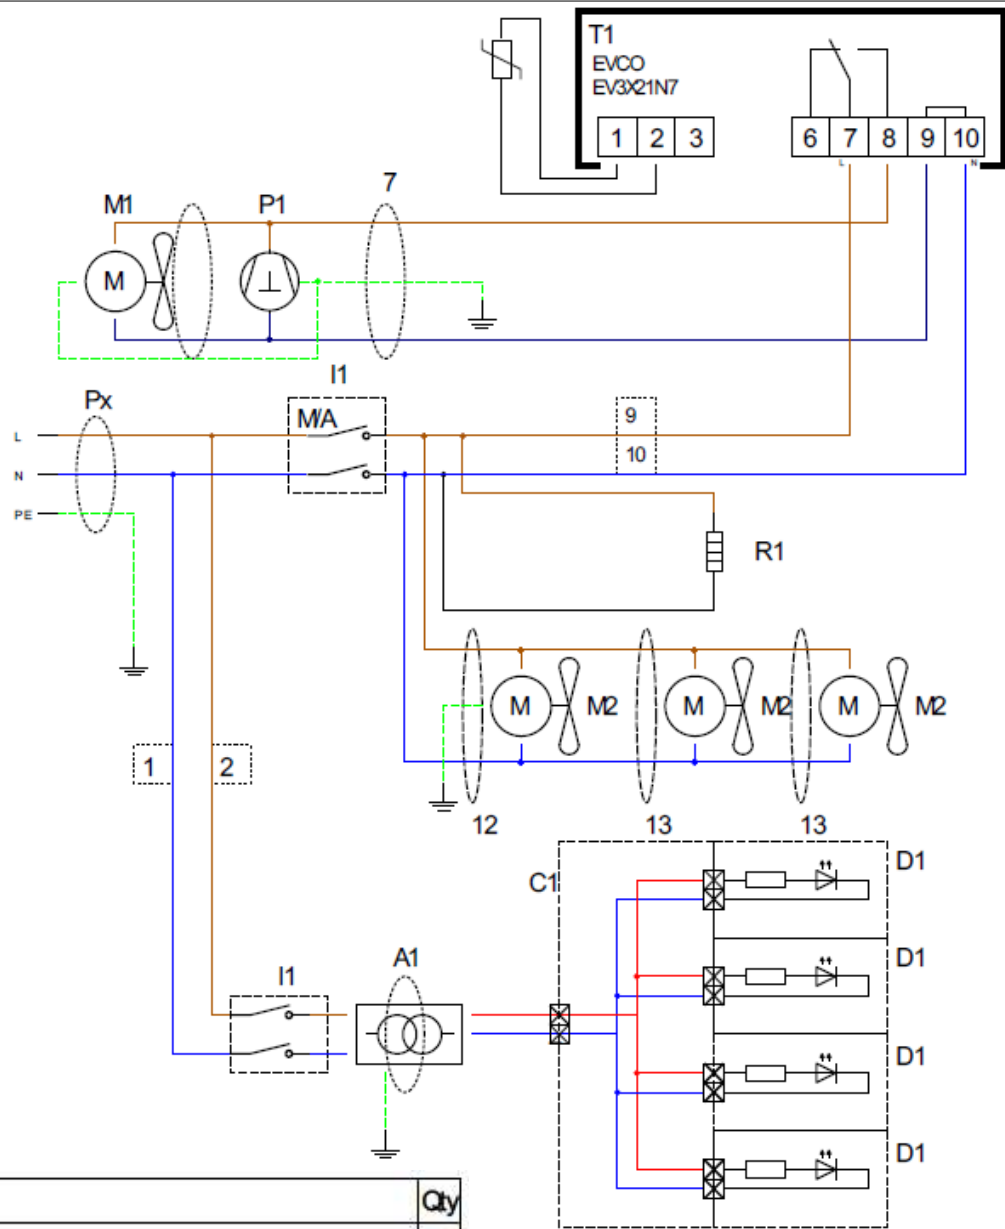 T1
EVCO
EV3X21N7
1 2 3
6 7 8 9 10
L N
7
M1 P1
M
I1
Px
M/A
L
N
PE
9
10
R1
M M2 M M2 M M2
1 2
12 13 13
C1
D1
D1
I1 A1
D1
D1
Qty